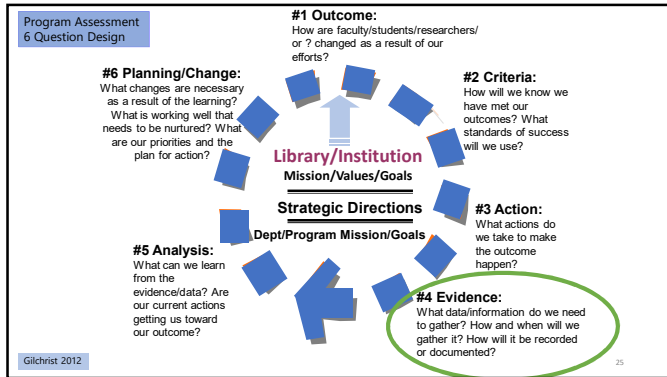 Program Assessment
6 Question Design
#1 Outcome:
How are faculty/students/researchers/
or ? changed as a result of our
efforts?
#6 Planning/Change:
What changes are necessary
as a result of the learning?
What is working well that
needs to be nurtured? What
are our priorities and the
plan for action?
#2 Criteria:
How will we know we
have met our
outcomes? What
standards of success
will we use?
Library/Institution
Mission/Values/Goals
Strategic Directions
Dept/Program Mission/Goals
#3 Action:
What actions do
we take to make
the outcome
happen?
#5 Analysis:
What can we learn
from the
evidence/data? Are
our current actions
getting us toward
our outcome?
#4 Evidence:
What data/information do we need
to gather? How and when will we
gather it? How will it be recorded
or documented?
Gilchrist 2012
25